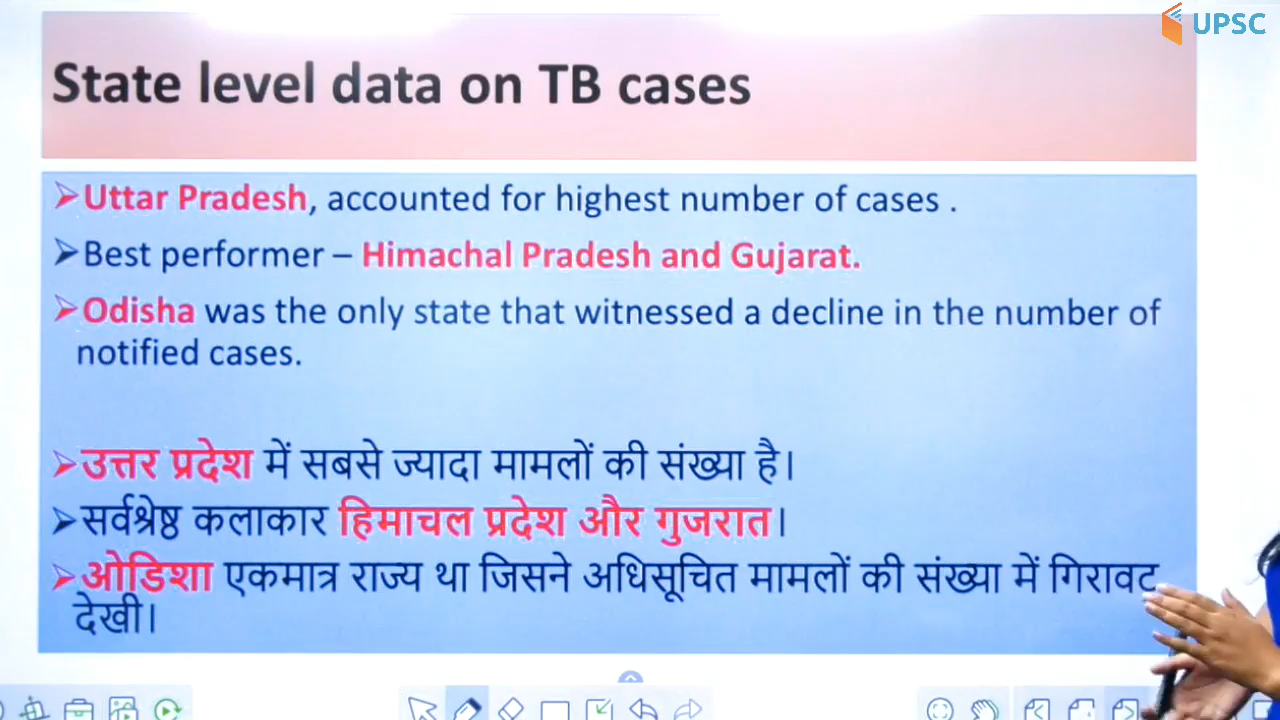 UPSC
State level data on TB cases
➢Uttar Pradesh, accounted for highest number of cases .
➢Best performer – Himachal Pradesh and Gujarat.
➢Odisha was the only state that witnessed a decline in the number of
notified cases.
➢उत्तर प्रदेश में सबसे ज्यादा मामलों की संख्या है।
➢सर्वश्रेष्ठ कलाकार हिमाचल प्रदेश और गुजरात।
➢ओडिशा एकमात्र राज्य था जिसने अधिसूचित मामलों की संख्या में गिरावट
देखी।